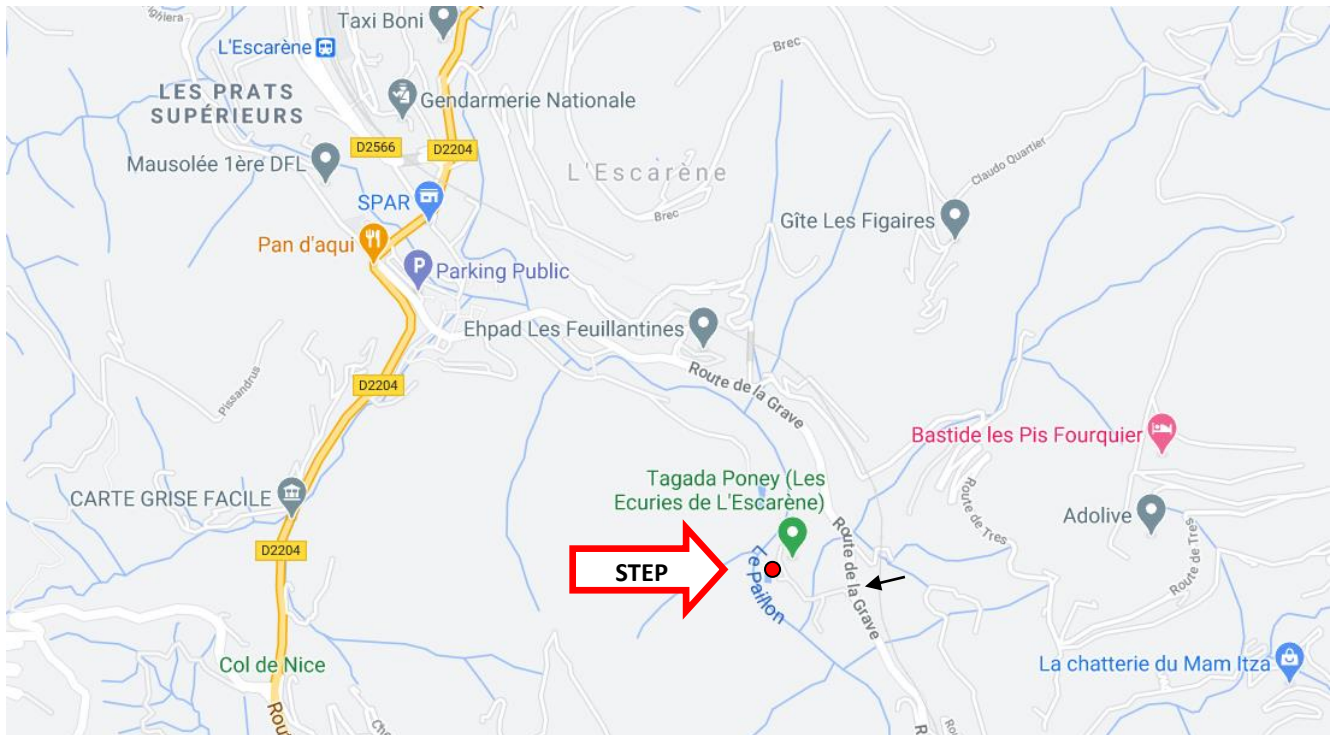 Taxi Boni
L'Escarène
LES PRATS
SUPÉRIEURS
Gendarmerie Nationale
Brec
D2566
D2204
Mausolée 1ère DFL
L'Escarène
Claudo Quartier
SPAR
Brec
Gîte Les Figaires
Pan d'aqui
Parking Public
Ehpad Les Feuillantines
Route de la Grave
D2204
Pissandrus
Bastide les Pis Fourquier
Tagada Poney (Les
Ecuries de L'Escarène)
CARTE GRISE FACILE
Route de Tres
Adolive
Route de Tres
D2204
STEP
Le Paillon
Route de la Grave
Col de Nice
La chatterie du Mam Itza